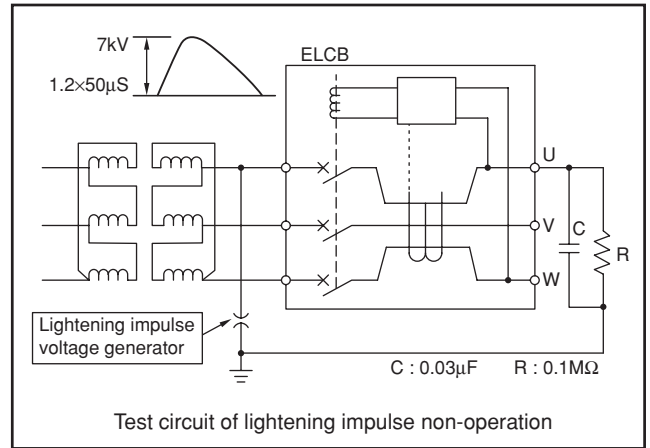 7kV
1.2×50μS
ELCB
U
V
C
R
W
Lightening impulse
voltage generator
C : 0.03μF R : 0.1MΩ
Test circuit of lightening impulse non-operation